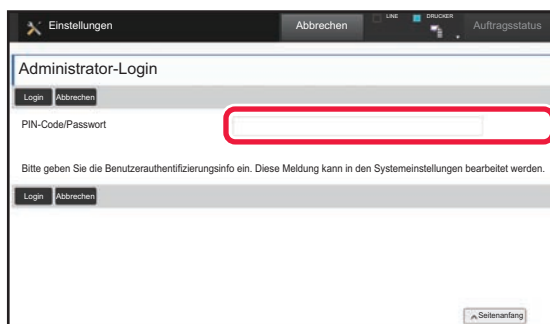 Einstellungen
Abbrechen
LINE
DRUCKER
Auftragsstatus
Administrator-Login
Login Abbrechen
PIN-Code/Passwort
Bitte geben Sie die Benutzerauthentifizierungsinfo ein. Diese Meldung kann in den Systemeinstellungen bearbeitet werden.
Login Abbrechen
Seitenanfang